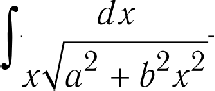 ∫ dx / (x√(a² + b²x²))